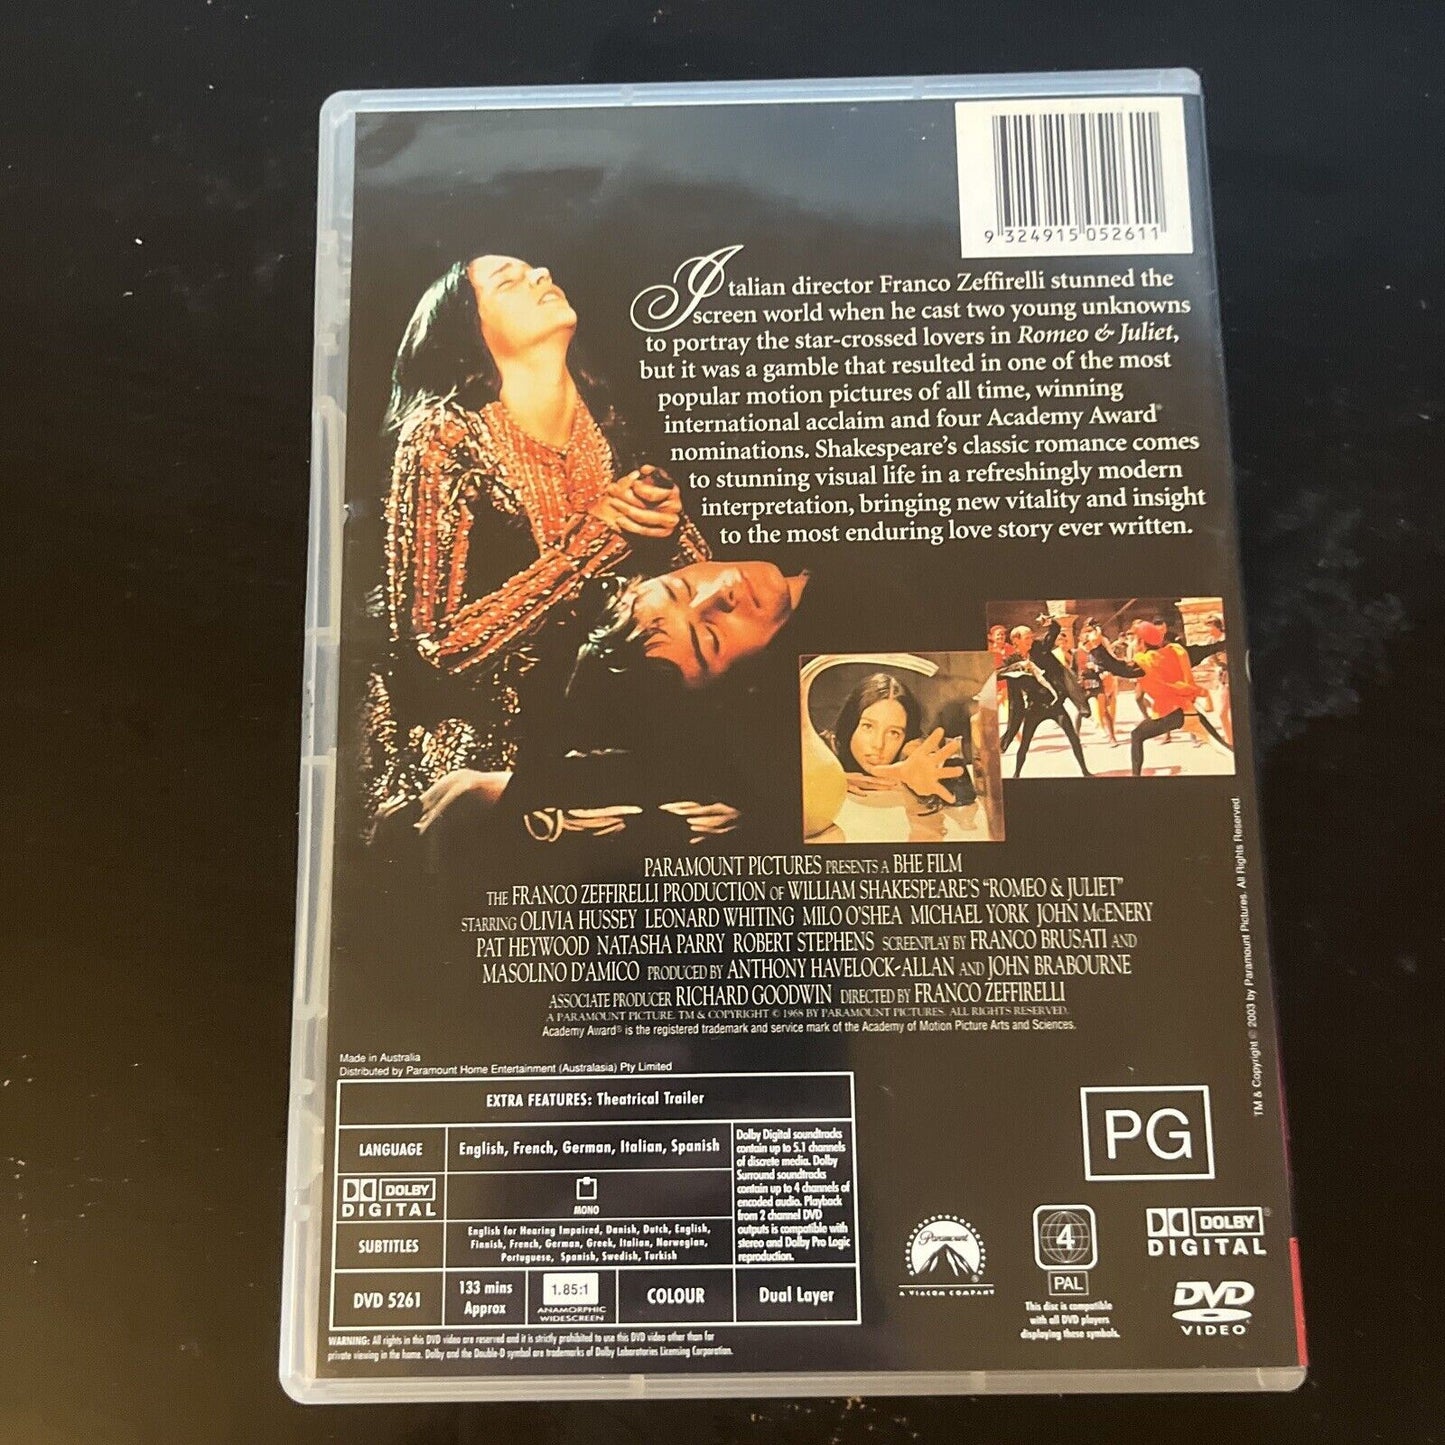 9 324915 052611
Italian director Franco Zeffirelli stunned the
screen world when he cast two young unknowns
to portray the star-crossed lovers in Romeo & Juliet,
but it was a gamble that resulted in one of the most
popular motion pictures of all time, winning
international acclaim and four Academy Award®
nominations. Shakespeare's classic romance comes
to stunning visual life in a refreshingly modern
interpretation, bringing new vitality and insight
to the most enduring love story ever written.
PARAMOUNT PICTURES PRESENTS A BHE FILM
THE FRANCO ZEFFIRELLI PRODUCTION OF WILLIAM SHAKESPEARE'S "ROMEO & JULIET"
STARRING OLIVIA HUSSEY LEONARD WHITING MILO O'SHEA MICHAEL YORK JOHN McENERY
PAT HEYWOOD NATASHA PARRY ROBERT STEPHENS SCREENPLAY BY FRANCO BRUSATI AND
MASOLINO D'AMICO PRODUCED BY ANTHONY HAVELOCK-ALLAN AND JOHN BRABOURNE
ASSOCIATE PRODUCER RICHARD GOODWIN DIRECTED BY FRANCO ZEFFIRELLI
A PARAMOUNT PICTURE. TM & COPYRIGHT © 1968 BY PARAMOUNT PICTURES. ALL RIGHTS RESERVED.
Academy Award® is the registered trademark and service mark of the Academy of Motion Picture Arts and Sciences.
TM & Copyright © 2003 by Paramount Pictures. All Rights Reserved.
Made in Australia
Distributed by Paramount Home Entertainment (Australasia) Pty Limited
EXTRA FEATURES: Theatrical Trailer
LANGUAGE
English, French, German, Italian, Spanish
DOLBY
DIGITAL
MONO
SUBTITLES
English for Hearing Impaired, Danish, Dutch, English,
Finnish, French, German, Greek, Italian, Norwegian,
Portuguese, Spanish, Swedish, Turkish
Dolby Digital soundtracks
contain up to 5.1 channels
of discrete media. Dolby
Surround soundtracks
contain up to 4 channels of
encoded audio. Playback
from 2 channel DVD
outputs is compatible with
stereo and Dolby Pro Logic
reproduction.
DVD 5261
133 mins
Approx
1.85:1
ANAMORPHIC
WIDESCREEN
COLOUR
Dual Layer
WARNING: All rights in this DVD video are reserved and it is strictly prohibited to use this DVD video other than for
private viewing in the home. Dolby and the Double-D symbol are trademarks of Dolby Laboratories Licensing Corporation.
PG
Paramount
A VIACOM COMPANY
4
PAL
This disc is compatible
with all DVD players
displaying these symbols.
DOLBY®
DIGITAL
DVD
VIDEO